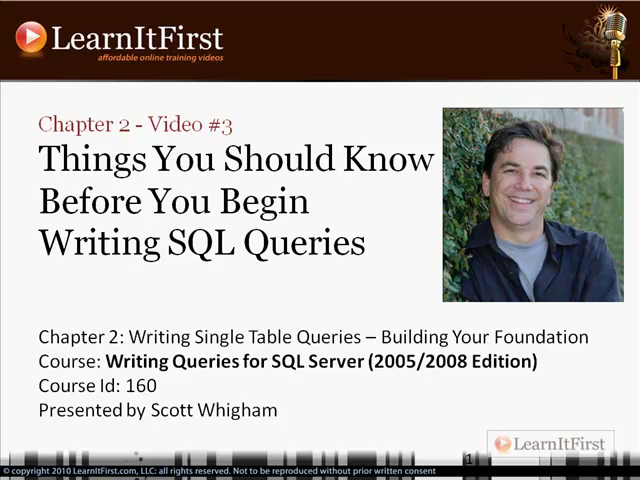 LearnItFirst
affordable online training videos
Chapter 2 - Video #3
Things You Should Know
Before You Begin
Writing SQL Queries
Chapter 2: Writing Single Table Queries – Building Your Foundation
Course: Writing Queries for SQL Server (2005/2008 Edition)
Course Id: 160
Presented by Scott Whigham
LearnItFirst
1
© copyright 2010 LearnItFirst.com, LLC: all rights reserved. Not to be reproduced without prior written consent